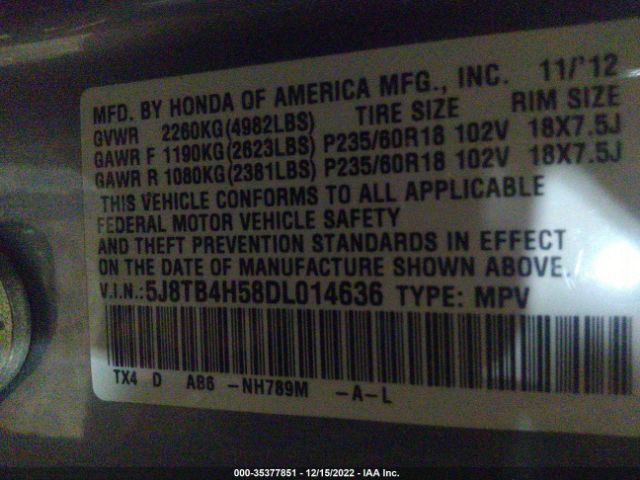 MFD. BY HONDA OF AMERICA MFG., INC. 11/'12
TIRE SIZE RIM SIZE
GVWR 2260KG(4982LBS)
GAWR F 1190KG(2623LBS) P235/60R18 102V 18X7.5J
GAWR R 1080KG(2381LBS) P235/60R18 102V 18X7.5J
THIS VEHICLE CONFORMS TO ALL APPLICABLE
FEDERAL MOTOR VEHICLE SAFETY
AND THEFT PREVENTION STANDARDS IN EFFECT
ON THE DATE OF MANUFACTURE SHOWN ABOVE.
V.I.N.:5J8TB4H58DL014636 TYPE: MPV
TX4 D AB6 -NH789M -A-L
000-35377851 - 12/15/2022 - IAA Inc.